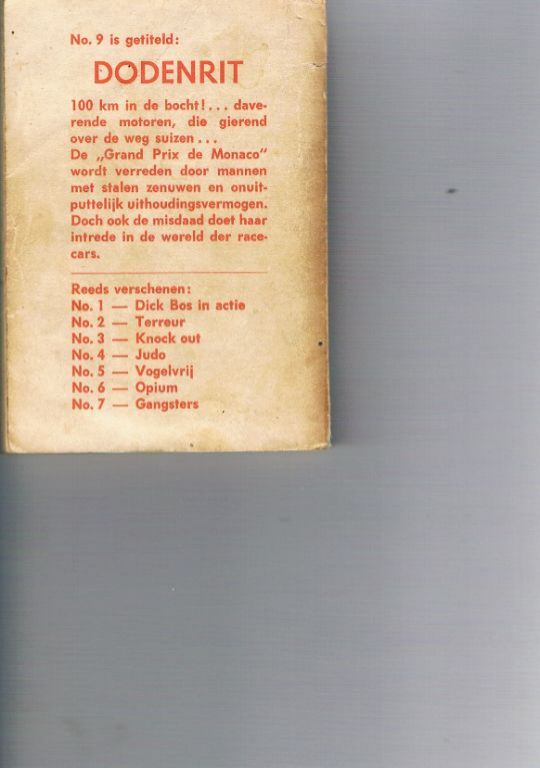 No. 9 is getiteld:
DODENRIT
100 km in de bocht!... dave-
rende motoren, die gierend
over de weg suizen...
De „Grand Prix de Monaco"
wordt verreden door mannen
met stalen zenuwen en onuit-
puttelijk uithoudingsvermogen.
Doch ook de misdaad doet haar
intrede in de wereld der race-
cars.
Reeds verschenen:
No. 1 — Dick Bos in actie
No. 2 — Terreur
No. 3 — Knock out
No. 4 — Judo
No. 5 — Vogelvrij
No. 6 — Opium
No. 7 — Gangsters